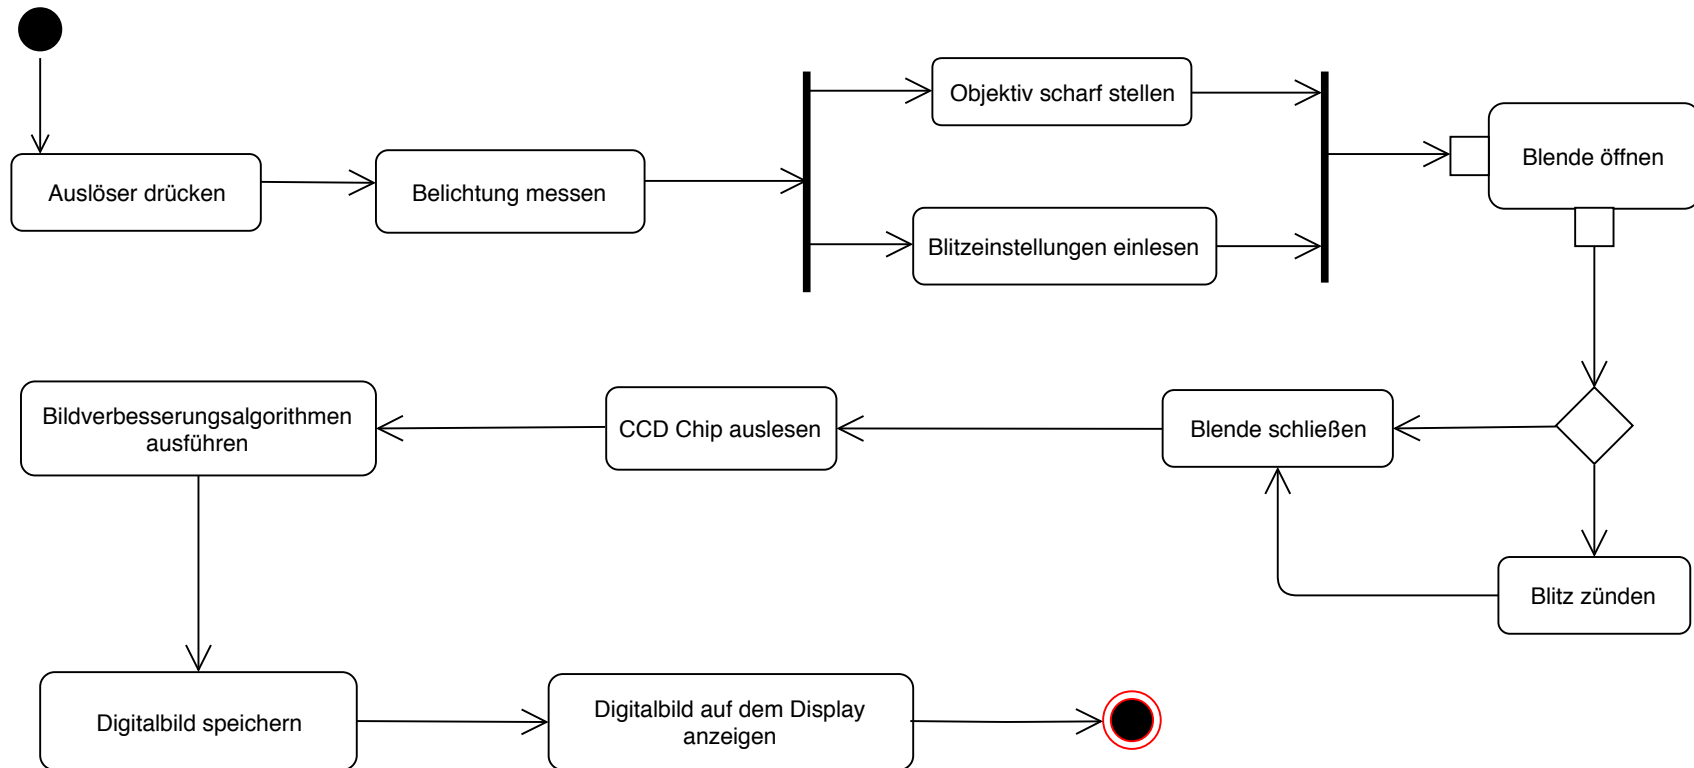 Objektiv scharf stellen
Blende öffnen
Auslöser drücken
Belichtung messen
Blitzeinstellungen einlesen
Bildverbesserungsalgorithmen
ausführen
CCD Chip auslesen
Blende schließen
Blitz zünden
Digitalbild speichern
Digitalbild auf dem Display
anzeigen